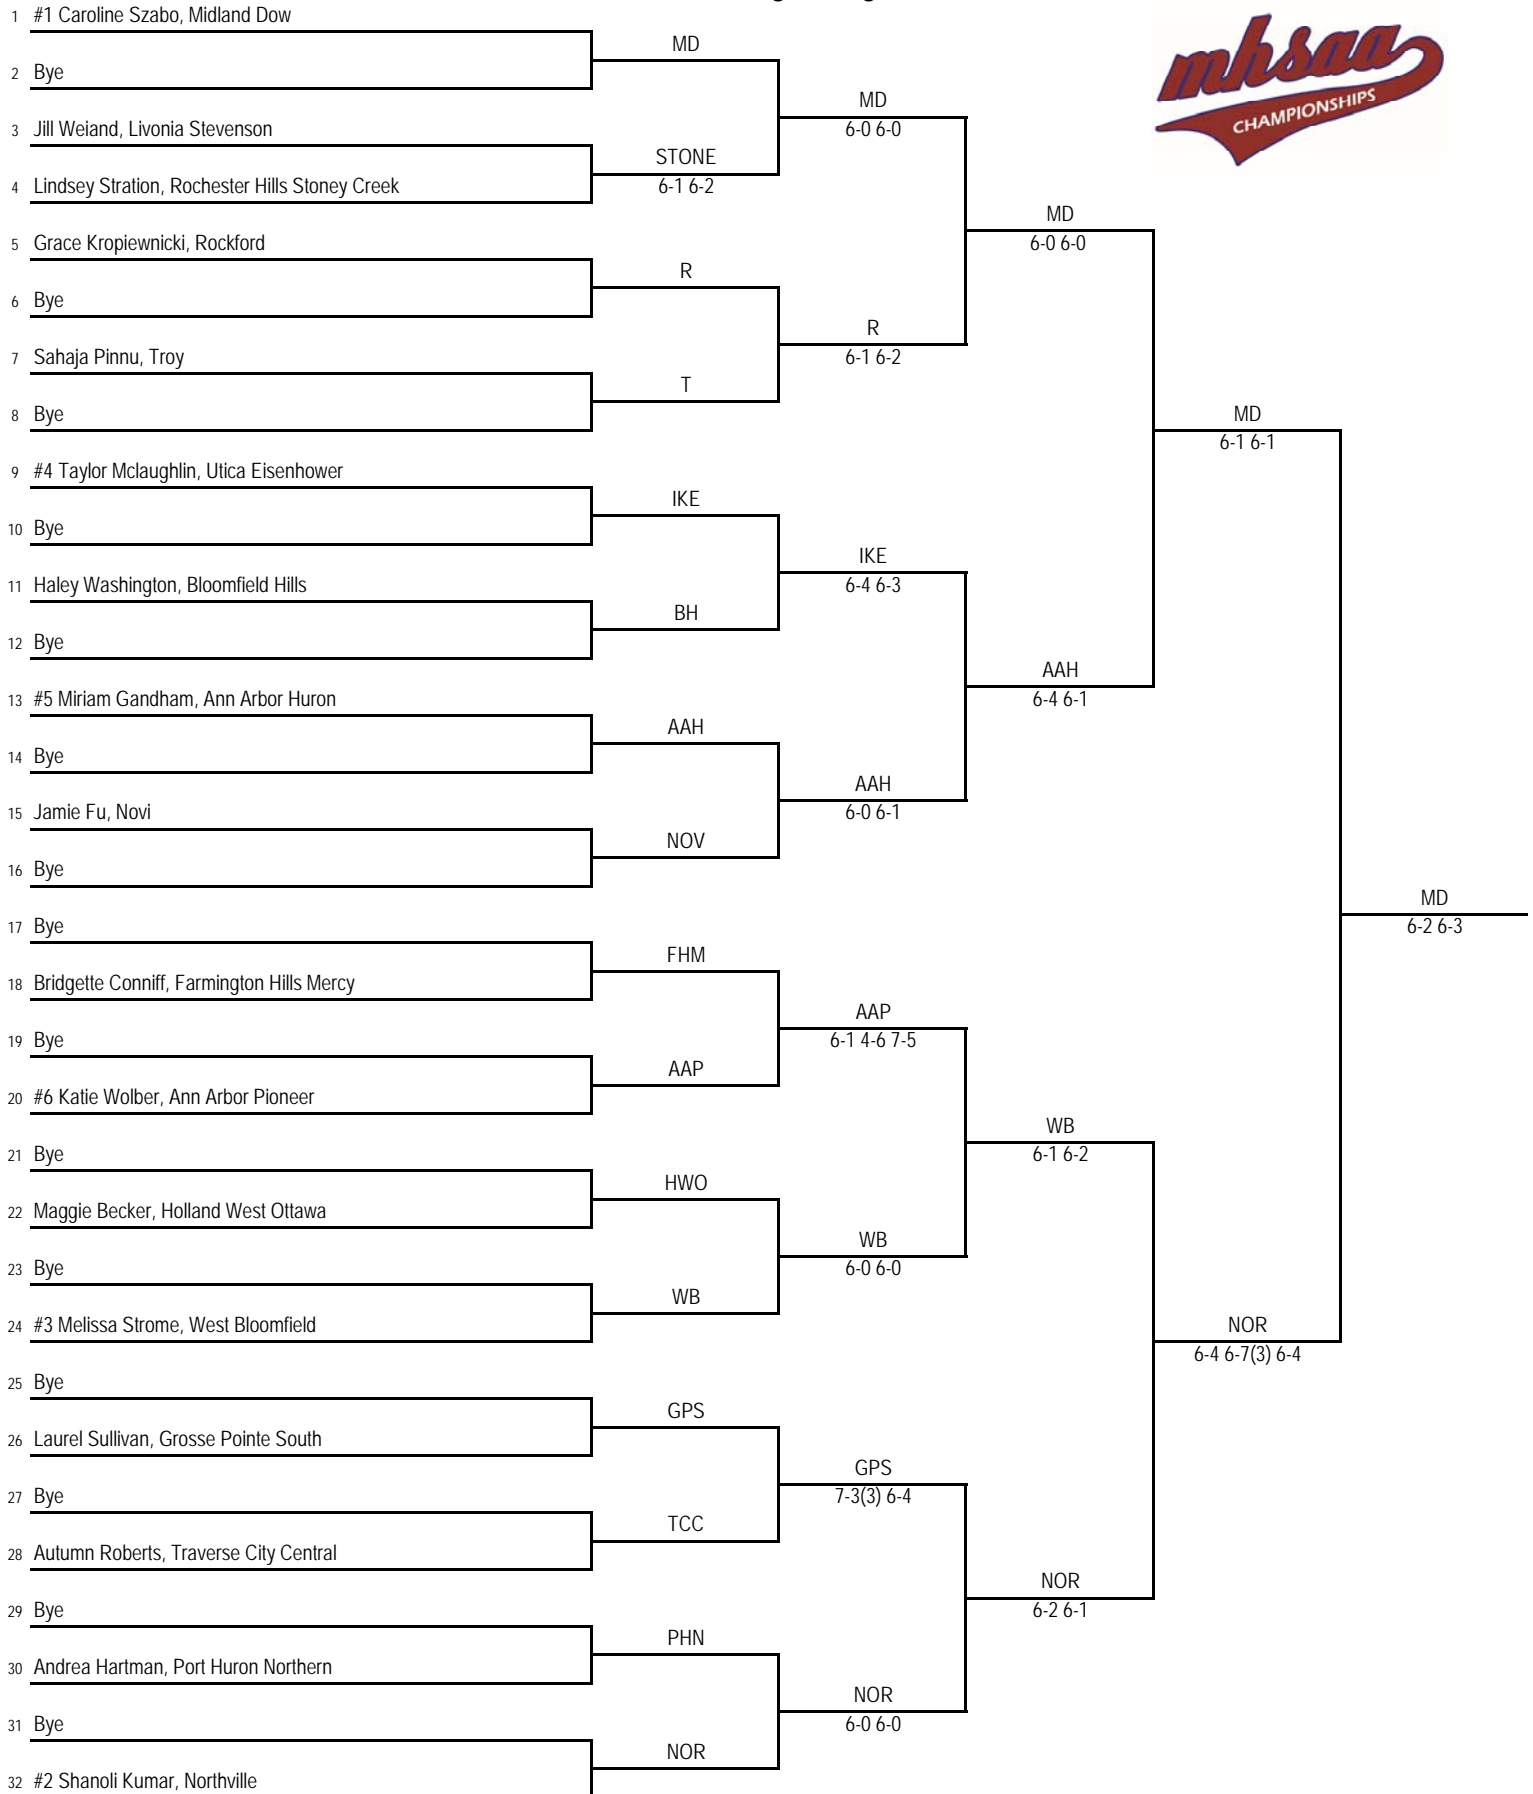 1 #1 Caroline Szabo, Midland Dow
2 Bye
3 Jill Weiand, Livonia Stevenson
4 Lindsey Stration, Rochester Hills Stoney Creek
5 Grace Kropiewnicki, Rockford
6 Bye
7 Sahaja Pinnu, Troy
8 Bye
9 #4 Taylor Mclaughlin, Utica Eisenhower
10 Bye
11 Haley Washington, Bloomfield Hills
12 Bye
13 #5 Miriam Gandham, Ann Arbor Huron
14 Bye
15 Jamie Fu, Novi
16 Bye
17 Bye
18 Bridgette Conniff, Farmington Hills Mercy
19 Bye
20 #6 Katie Wolber, Ann Arbor Pioneer
21 Bye
22 Maggie Becker, Holland West Ottawa
23 Bye
24 #3 Melissa Strome, West Bloomfield
25 Bye
26 Laurel Sullivan, Grosse Pointe South
27 Bye
28 Autumn Roberts, Traverse City Central
29 Bye
30 Andrea Hartman, Port Huron Northern
31 Bye
32 #2 Shanoli Kumar, Northville
MD
STONE
6-1 6-2
R
T
IKE
BH
AAH
NOV
FHM
AAP
HWO
WB
GPS
TCC
PHN
NOR
MD
6-0 6-0
R
6-1 6-2
IKE
6-4 6-3
AAH
6-0 6-1
AAP
6-1 4-6 7-5
WB
6-0 6-0
GPS
7-3(3) 6-4
NOR
6-0 6-0
MD
6-0 6-0
AAH
6-4 6-1
WB
6-1 6-2
NOR
6-2 6-1
MD
6-1 6-1
NOR
6-4 6-7(3) 6-4
MD
6-2 6-3
mhsaa
CHAMPIONSHIPS